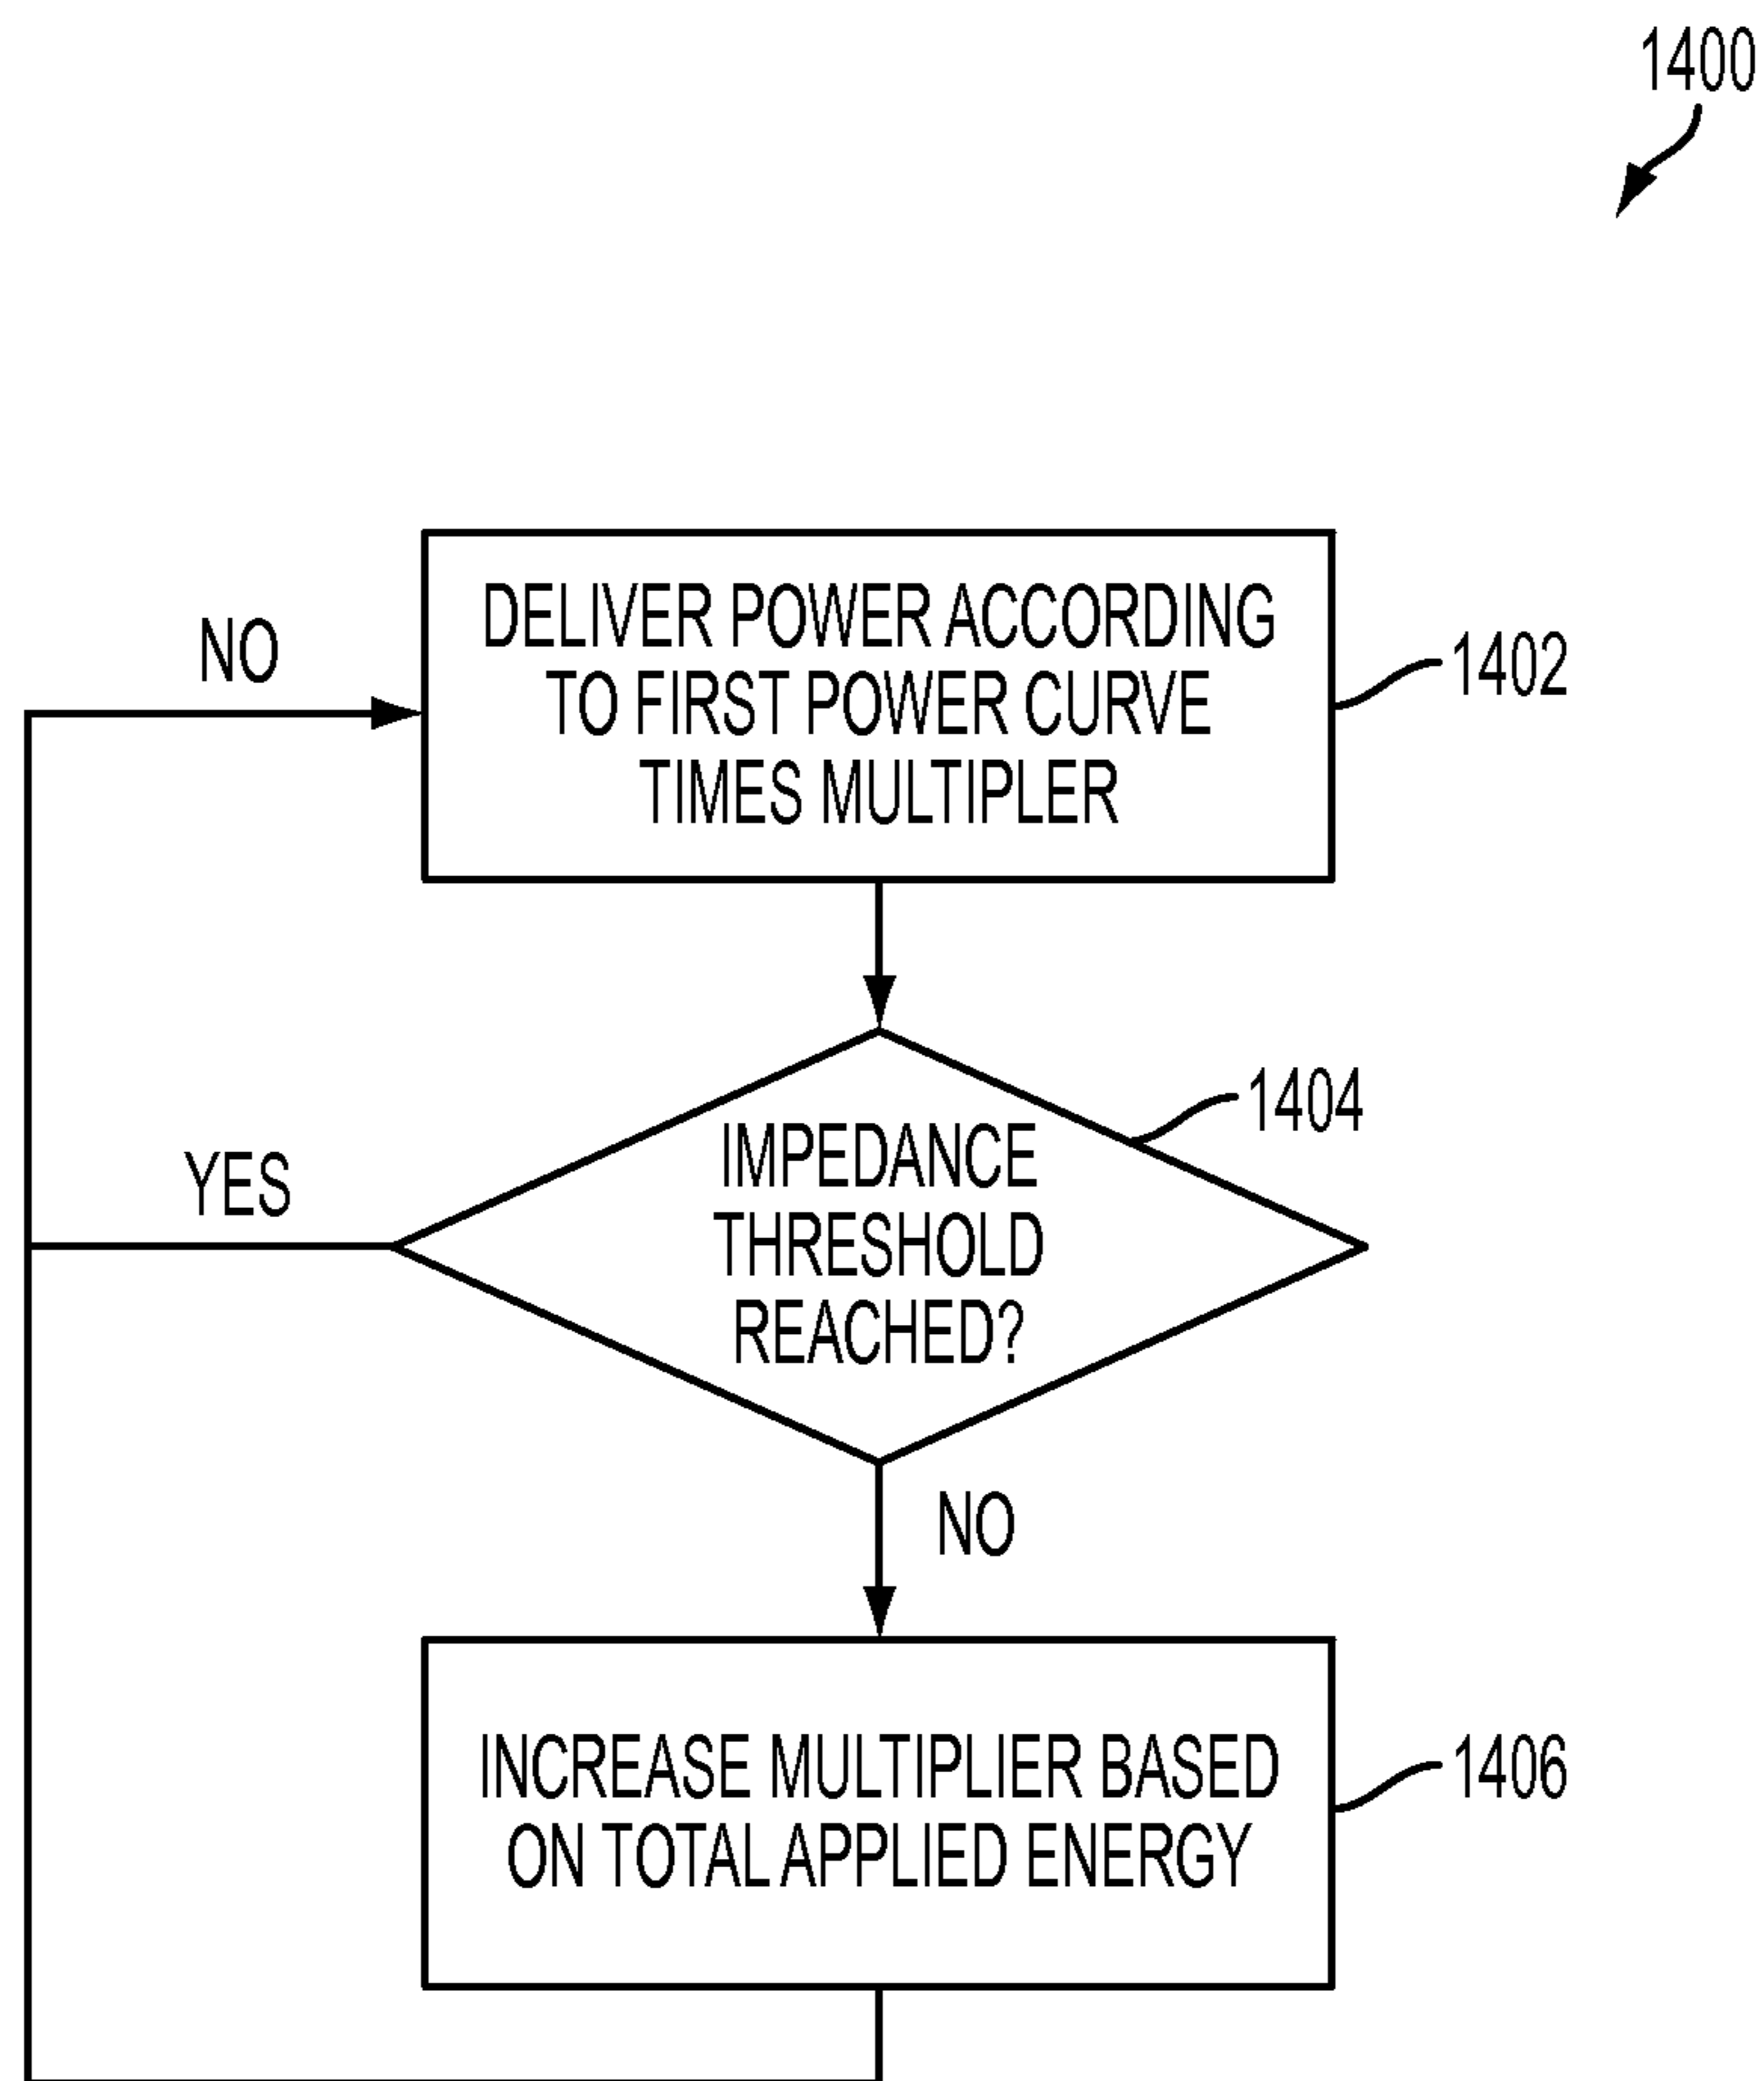 1400
NO
DELIVER POWER ACCORDING
TO FIRST POWER CURVE
TIMES MULTIPLER
1402
1404
IMPEDANCE
THRESHOLD
REACHED?
YES
NO
INCREASE MULTIPLIER BASED
ON TOTAL APPLIED ENERGY
1406